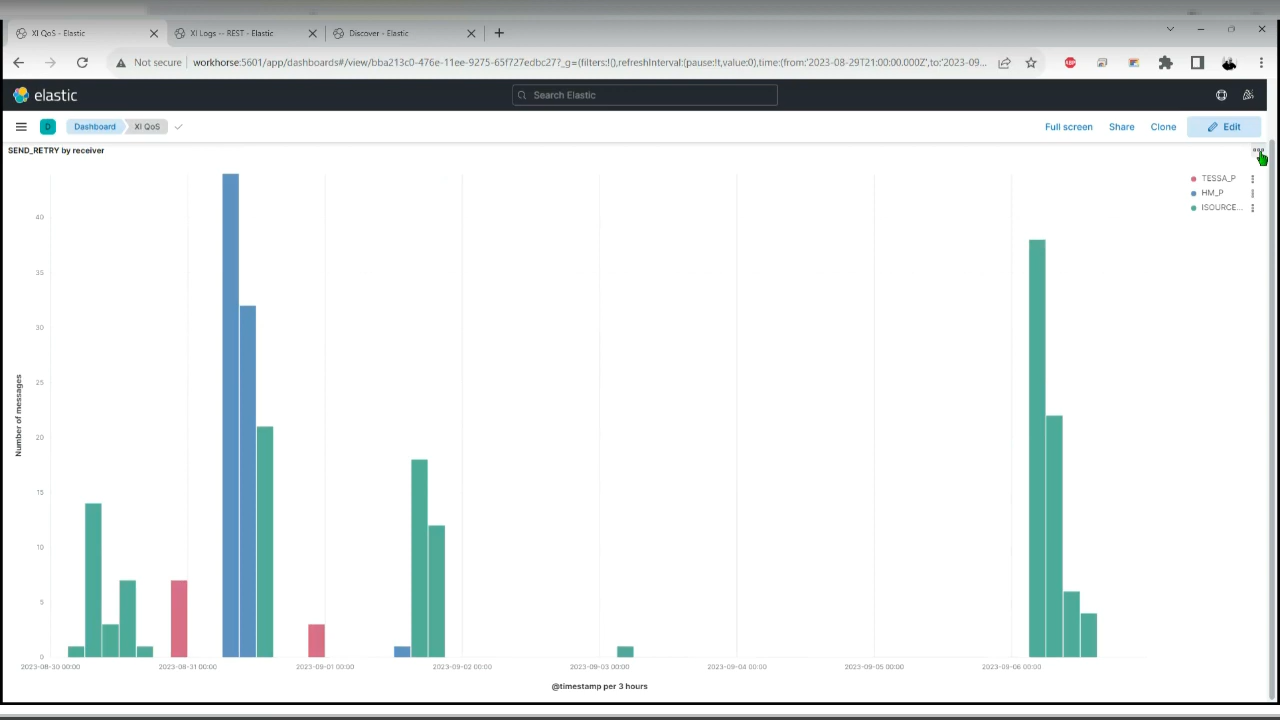 XI QoS - Elastic
XI Logs -- REST - Elastic
Discover - Elastic
Not secure
workhorse:5601/app/dashboards#/view/bba213c0-476e-11ee-9275-65f727edbc27?_g=(filters:!(),refreshInterval:(pause:!t,value:0),time:(from:'2023-08-29T21:00:00.000Z',to:'2023-09...
ABP
elastic
Search Elastic
D
Dashboard
XI QoS
Full screen
Share
Clone
Edit
SEND_RETRY by receiver
TESSA_P
HM_P
ISOURCE...
40
35
30
25
20
15
10
5
0
Number of messages
2023-08-30 00:00
2023-08-31 00:00
2023-09-01 00:00
2023-09-02 00:00
2023-09-03 00:00
2023-09-04 00:00
2023-09-05 00:00
2023-09-06 00:00
@timestamp per 3 hours